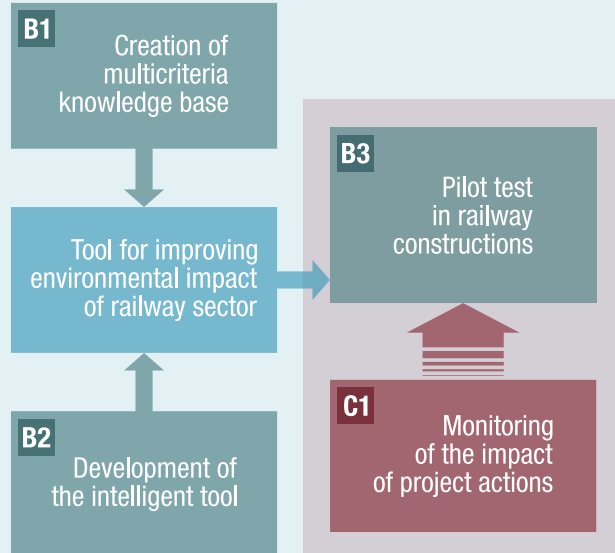 B1
Creation of
multicriteria
knowledge base
Tool for improving
environmental impact
of railway sector
B2
Development of
the intelligent tool
B3
Pilot test
in railway
constructions
C1
Monitoring
of the impact
of project actions